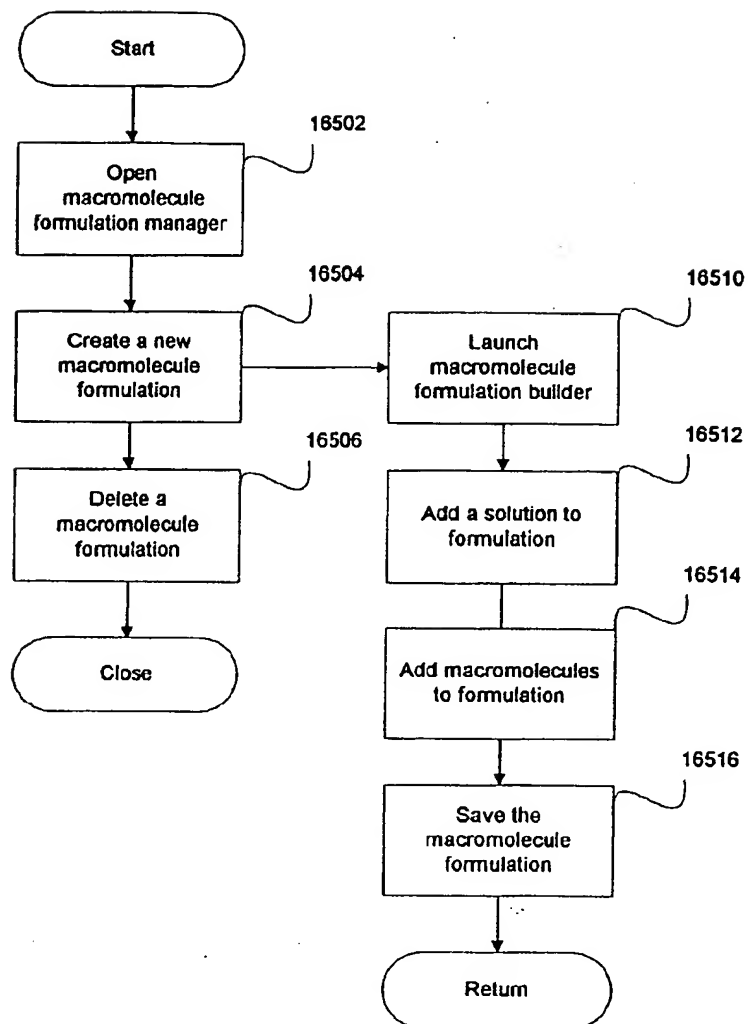 Start
16502
Open
macromolecule
formulation manager
16504
Create a new
macromolecule
formulation
16506
Delete a
macromolecule
formulation
Close
16510
Launch
macromolecule
formulation builder
16512
Add a solution to
formulation
16514
Add macromolecules
to formulation
16516
Save the
macromolecule
formulation
Return